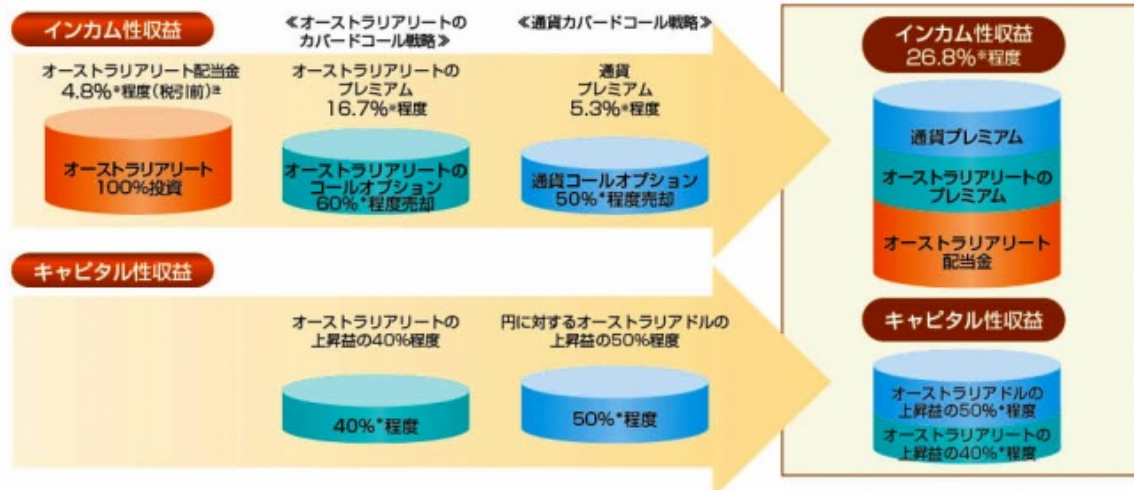 インカム性収益
≪オーストラリアリートの
カバードコール戦略≫
≪通貨カバードコール戦略≫
オーストラリアリート配当金
4.8%*程度(税引前)注
オーストラリアリートの
プレミアム
16.7%*程度
通貨
プレミアム
5.3%*程度
オーストラリアリート
100%投資
オーストラリアリートの
コールオプション
60%*程度売却
通貨コールオプション
50%*程度売却
キャピタル性収益
オーストラリアリートの
上昇益の40%程度
円に対するオーストラリアドルの
上昇益の50%程度
40%*程度
50%*程度
インカム性収益
26.8%*程度
通貨プレミアム
オーストラリアリートの
プレミアム
オーストラリアリート
配当金
キャピタル性収益
オーストラリアドルの
上昇益の50%*程度
オーストラリアリートの
上昇益の40%*程度